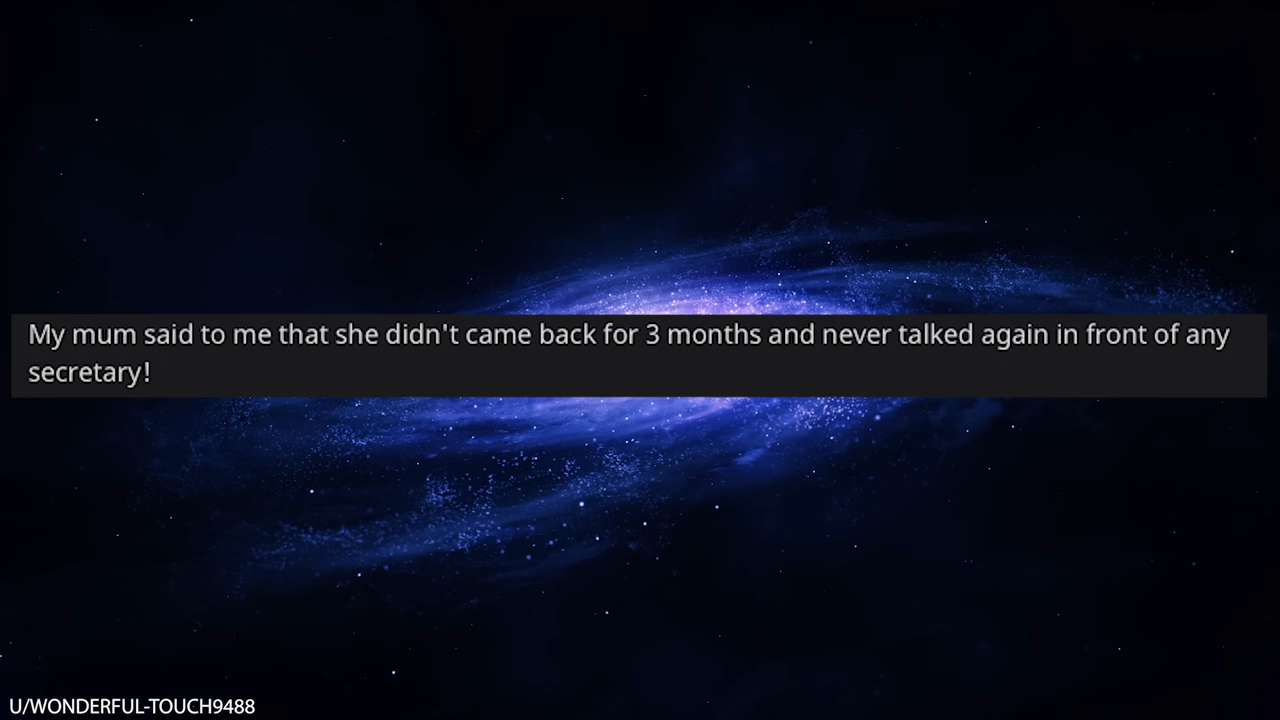 My mum said to me that she didn't came back for 3 months and never talked again in front of any
secretary!
U/WONDERFUL-TOUCH9488